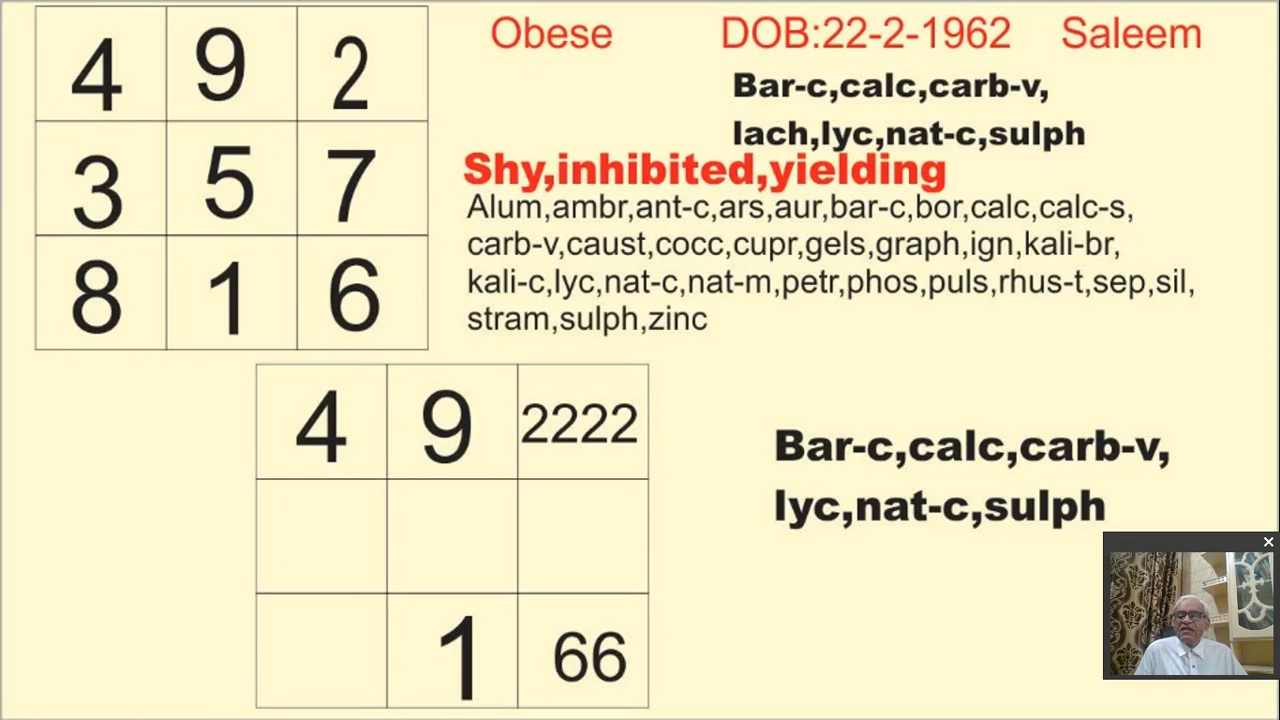 4 9 2
3 5 7
8 1 6
Obese DOB:22-2-1962 Saleem
Bar-c,calc,carb-v,
lach,lyc,nat-c,sulph
Shy,inhibited,yielding
Alum,ambr,ant-c,ars,aur,bar-c,bor,calc,calc-s,
carb-v,caust,cocc,cupr,gels,graph,ign,kali-br,
kali-c,lyc,nat-c,nat-m,petr,phos,puls,rhus-t,sep,sil,
stram,sulph,zinc
4 9 2222
1 66
Bar-c,calc,carb-v,
lyc,nat-c,sulph